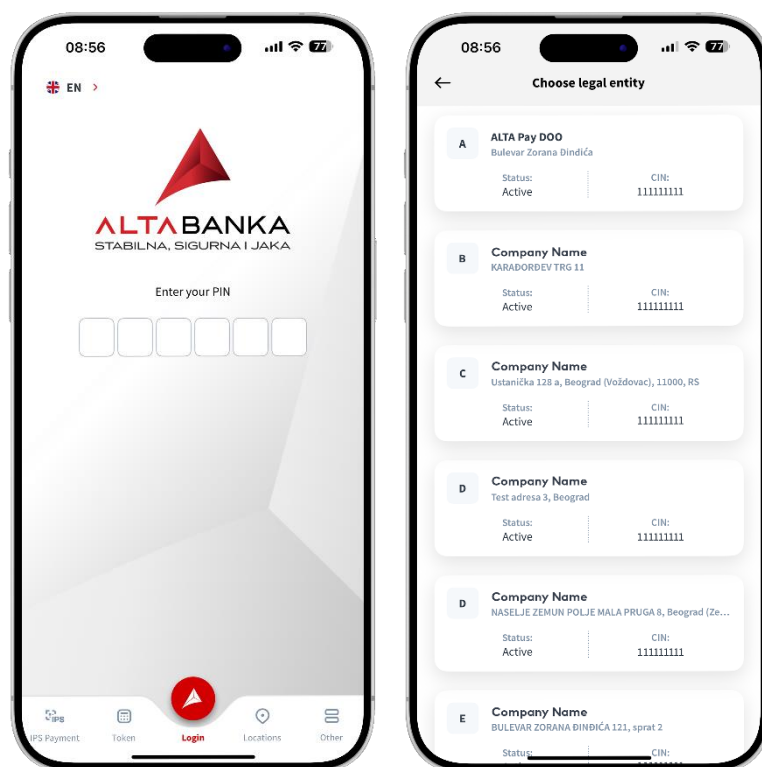 08:56
77
EN
ALTABANKA
STABILNA, SIGURNA I JAKA
Enter your PIN
IPS
IPS Payment
Token
Login
Locations
Other
08:56
77
Choose legal entity
A
ALTA Pay DOO
Bulevar Zorana Đinđića
Status:
CIN:
Active
111111111
B
Company Name
KARAĐORĐEV TRG 11
Status:
CIN:
Active
111111111
C
Company Name
Ustanička 128 a, Beograd (Voždovac), 11000, RS
Status:
CIN:
Active
111111111
D
Company Name
Test adresa 3, Beograd
Status:
CIN:
Active
111111111
D
Company Name
NASELJE ZEMUN POLJE MALA PRUGA 8, Beograd (Ze...
Status:
CIN:
Active
111111111
E
Company Name
BULEVAR ZORANA ĐINĐIĆA 121, sprat 2
Status:
CIN: